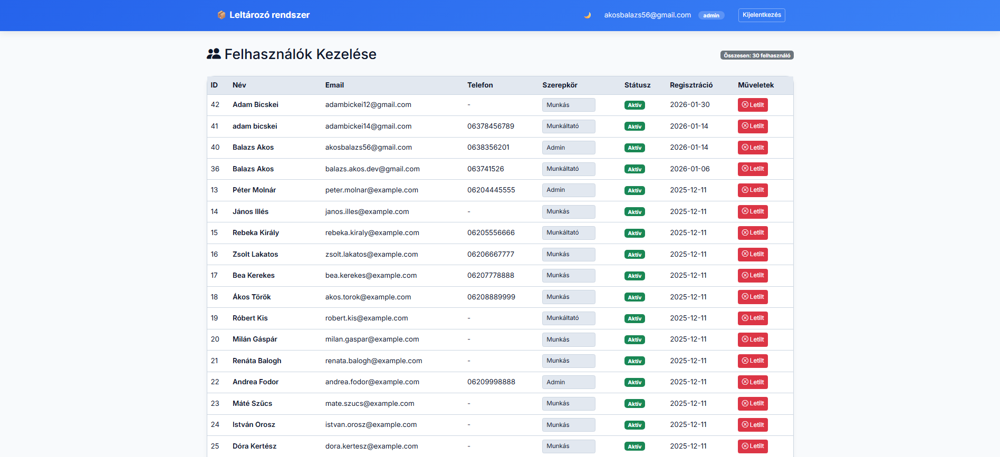 📦 Leltározó rendszer 🌙 akosbalazs56@gmail.com admin Kijelentkezés
Felhasználók Kezelése Összesen: 30 felhasználó
ID Név Email Telefon Szerepkör Státusz Regisztráció Műveletek
42 Adam Bicskei adambickei12@gmail.com - Munkás Aktív 2026-01-30 Letilt
41 adam bicskei adambickei14@gmail.com 06378456789 Munkáltató Aktív 2026-01-14 Letilt
40 Balazs Akos akosbalazs56@gmail.com 0638356201 Admin Aktív 2026-01-14 Letilt
36 Balazs Akos balazs.akos.dev@gmail.com 063741526 Munkáltató Aktív 2026-01-06 Letilt
13 Péter Molnár peter.molnar@example.com 06204445555 Admin Aktív 2025-12-11 Letilt
14 János Illés janos.illes@example.com - Munkás Aktív 2025-12-11 Letilt
15 Rebeka Király rebeka.kiraly@example.com 06205556666 Munkáltató Aktív 2025-12-11 Letilt
16 Zsolt Lakatos zsolt.lakatos@example.com 06206667777 Munkás Aktív 2025-12-11 Letilt
17 Bea Kerekes bea.kerekes@example.com 06207778888 Munkás Aktív 2025-12-11 Letilt
18 Ákos Török akos.torok@example.com 06208889999 Munkás Aktív 2025-12-11 Letilt
19 Róbert Kis robert.kis@example.com - Munkáltató Aktív 2025-12-11 Letilt
20 Milán Gáspár milan.gaspar@example.com - Munkás Aktív 2025-12-11 Letilt
21 Renáta Balogh renata.balogh@example.com - Munkás Aktív 2025-12-11 Letilt
22 Andrea Fodor andrea.fodor@example.com 06209998888 Admin Aktív 2025-12-11 Letilt
23 Máté Szűcs mate.szucs@example.com - Munkás Aktív 2025-12-11 Letilt
24 István Orosz istvan.orosz@example.com - Munkás Aktív 2025-12-11 Letilt
25 Dóra Kertész dora.kertesz@example.com - Munkás Aktív 2025-12-11 Letilt